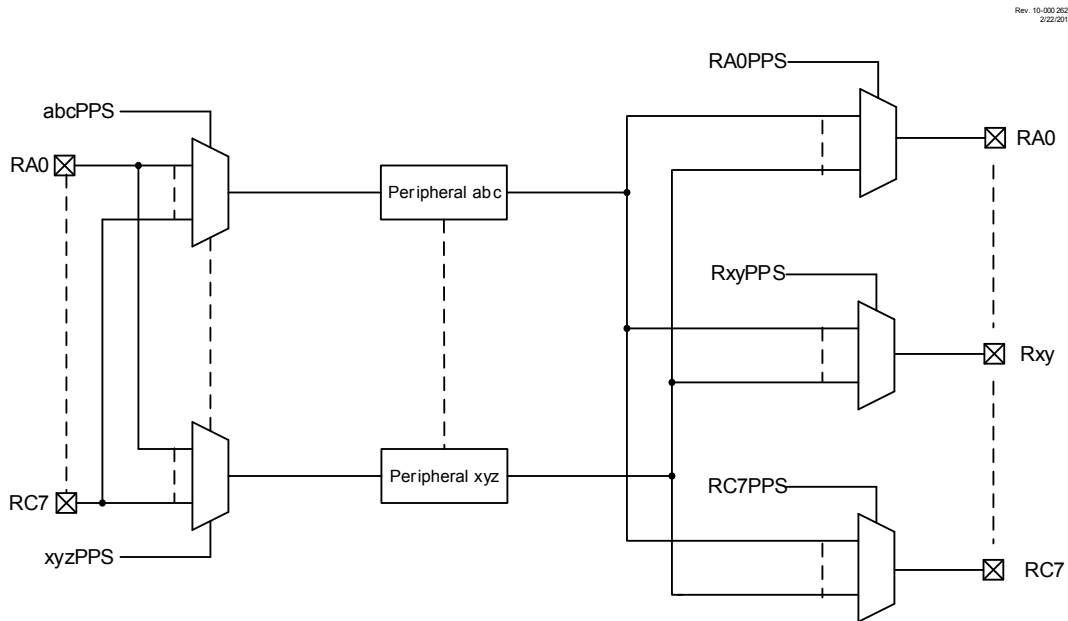 Rev. 10-000 262
2/22/201
RA0PPS
abcPPS
RA0
Peripheral abc
RA0
RxyPPS
Rxy
Peripheral xyz
RC7PPS
RC7
xyzPPS
RC7